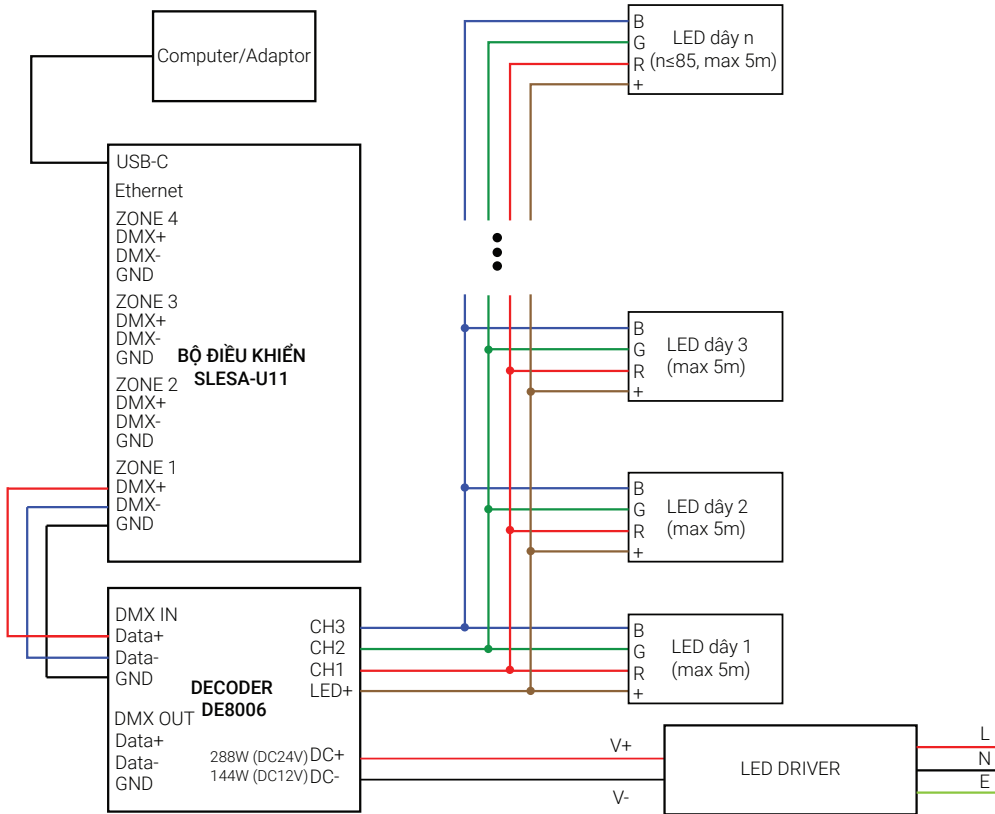 Computer/Adaptor
USB-C
Ethernet
ZONE 4
DMX+
DMX-
GND
ZONE 3
DMX+
DMX-
GND
ZONE 2
DMX+
DMX-
GND
ZONE 1
DMX+
DMX-
GND
BỘ ĐIỀU KHIỂN
SLESA-U11
DMX IN
Data+
Data-
GND
DMX OUT
Data+
Data-
GND
DECODER
DE8006
CH3
CH2
CH1
LED+
288W (DC24V) DC+
144W (DC12V) DC-
B
G
R
+
LED dây n
(n≤85, max 5m)
B
G
R
+
LED dây 3
(max 5m)
B
G
R
+
LED dây 2
(max 5m)
B
G
R
+
LED dây 1
(max 5m)
V+
V-
LED DRIVER
L
N
E